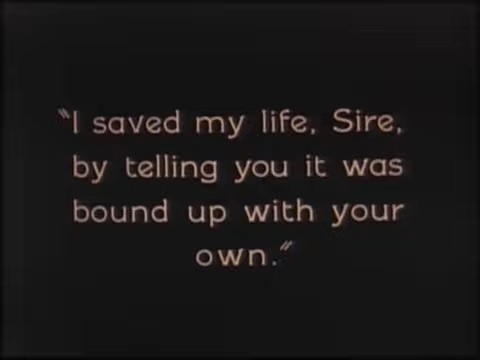 "I saved my life, Sire,
by telling you it was
bound up with your
own."